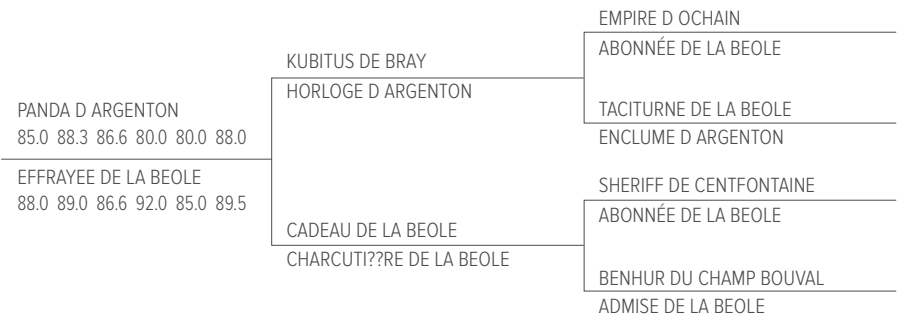 PANDA D ARGENTON
85.0 88.3 86.6 80.0 80.0 88.0
EFFRAYEE DE LA BEOLE
88.0 89.0 86.6 92.0 85.0 89.5
KUBITUS DE BRAY
HORLOGE D ARGENTON
CADEAU DE LA BEOLE
CHARCUTI??RE DE LA BEOLE
EMPIRE D OCHAIN
ABONNÉE DE LA BEOLE
TACITURNE DE LA BEOLE
ENCLUME D ARGENTON
SHERIFF DE CENTFONTAINE
ABONNÉE DE LA BEOLE
BENHUR DU CHAMP BOUVAL
ADMISE DE LA BEOLE